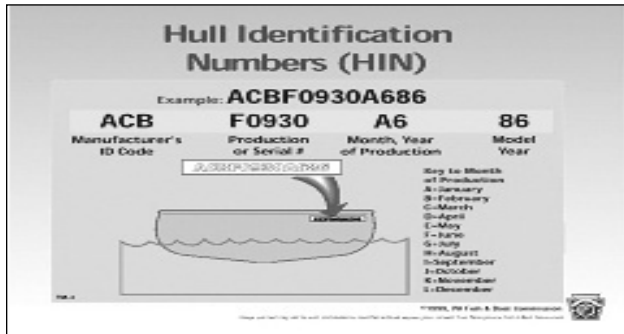 Hull Identification
Numbers (HIN)
Example: ACBF0930A686
ACB F0930 A6 86
Manufacturer's Production Month, Year Model
ID Code or Serial # of Production Year
ACBF0930A686
Key to Month
of Production
A-January
B-February
C-March
D-April
E-May
F-June
G-July
H-August
I-September
J-October
K-November
L-December